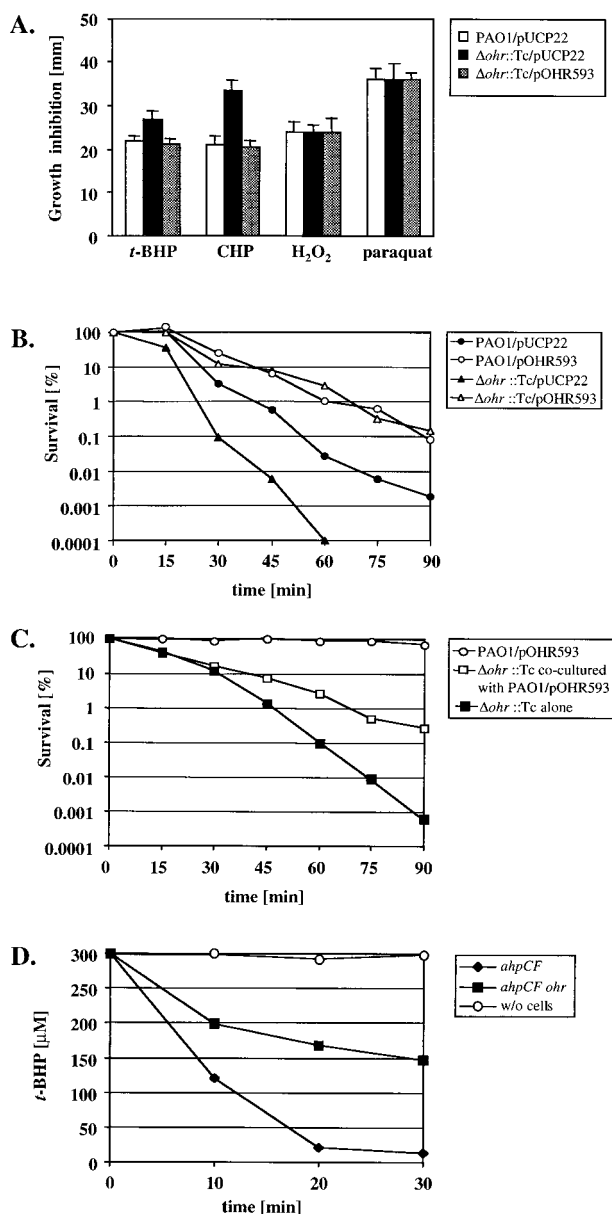 A.
Growth inhibition [mm]
50
40
30
20
10
0
t-BHP CHP H₂O₂ paraquat
PAO1/pUCP22
Δohr::Tc/pUCP22
Δohr::Tc/pOHR593
B.
Survival [%]
100
10
1
0.1
0.01
0.001
0.0001
0 15 30 45 60 75 90
time [min]
PAO1/pUCP22
PAO1/pOHR593
Δohr ::Tc/pUCP22
Δohr ::Tc/pOHR593
C.
Survival [%]
100
10
1
0.1
0.01
0.001
0.0001
0 15 30 45 60 75 90
time [min]
PAO1/pOHR593
Δohr ::Tc co-cultured
with PAO1/pOHR593
Δohr ::Tc alone
D.
t-BHP [µM]
300
250
200
150
100
50
0
0 10 20 30
time [min]
ahpCF
ahpCF ohr
w/o cells